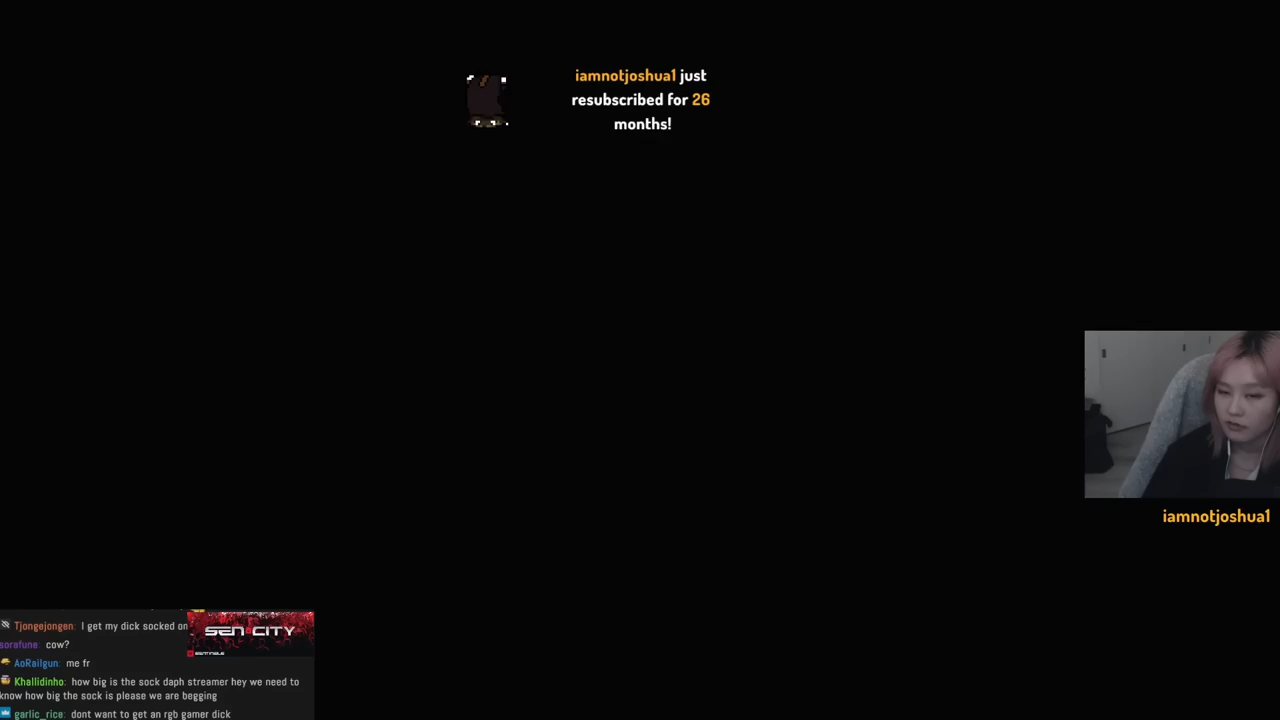 iamnotjoshua1 just
resubscribed for 26
months!
iamnotjoshua1
Tjongejongen: I get my dick socked on
SEN CITY
SENTINELS
sorafune: cow?
AoRailgun: me fr
Khallidinho: how big is the sock daph streamer hey we need to
know how big the sock is please we are begging
garlic_rice: dont want to get an rgb gamer dick